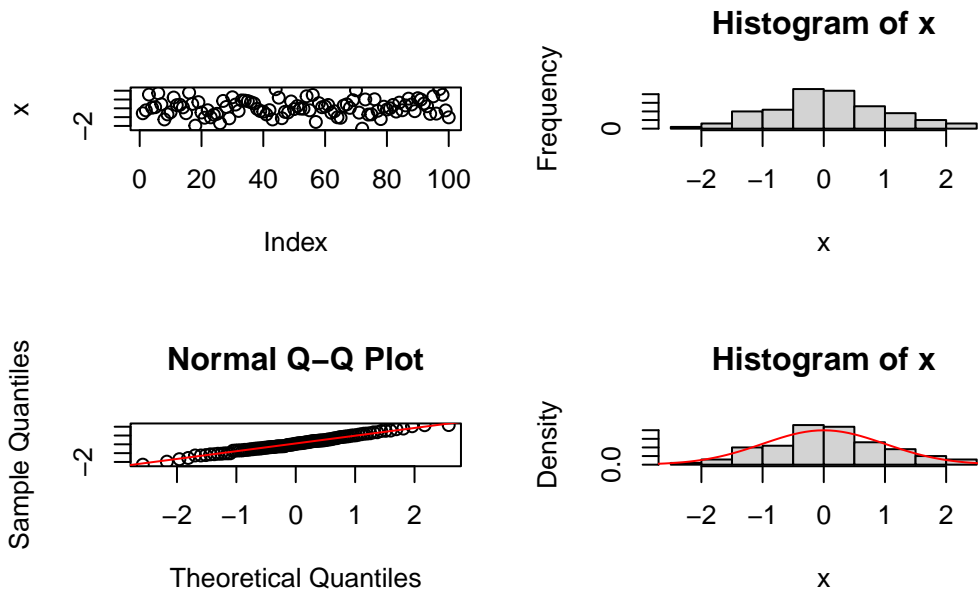 x
−2
0 20 40 60 80 100
Index
Histogram of x
Frequency
0
−2 −1 0 1 2
x
Normal Q−Q Plot
Sample Quantiles
−2
−2 −1 0 1 2
Theoretical Quantiles
Histogram of x
Density
0.0
−2 −1 0 1 2
x